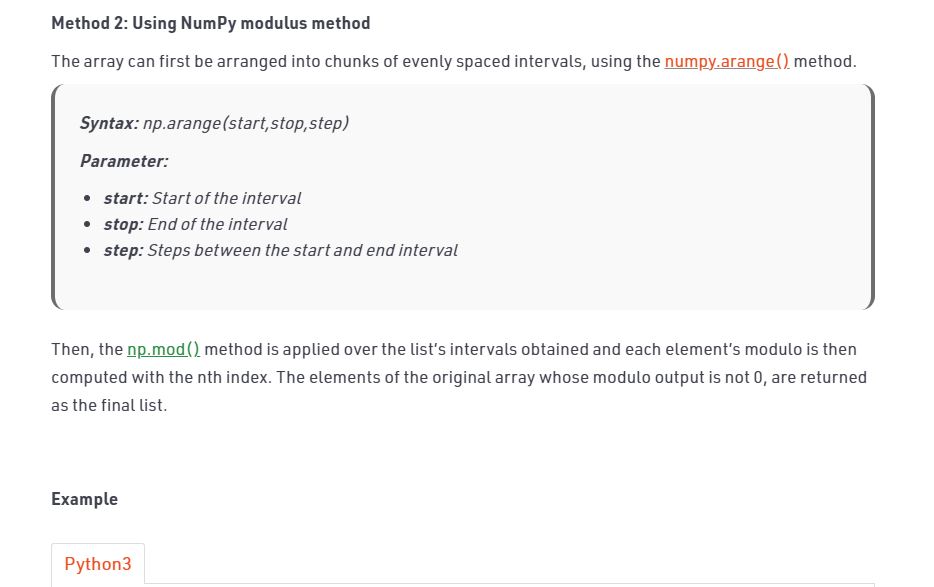 Method 2: Using NumPy modulus method
The array can first be arranged into chunks of evenly spaced intervals, using the numpy.arange() method.
Syntax: np.arange(start,stop,step)
Parameter:
• start: Start of the interval
• stop: End of the interval
• step: Steps between the start and end interval
Then, the np.mod() method is applied over the list’s intervals obtained and each element’s modulo is then
computed with the nth index. The elements of the original array whose modulo output is not 0, are returned
as the final list.
Example
Python3